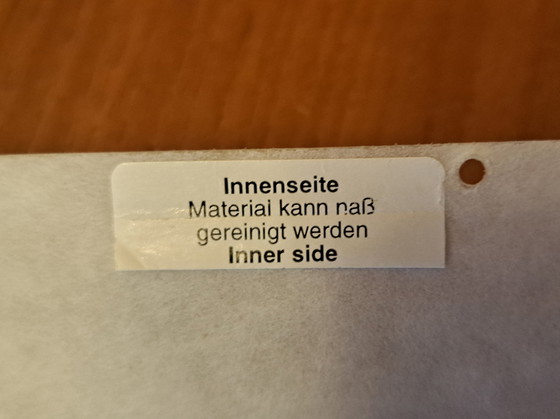 Innenseite
Material kann naß
gereinigt werden
Inner side